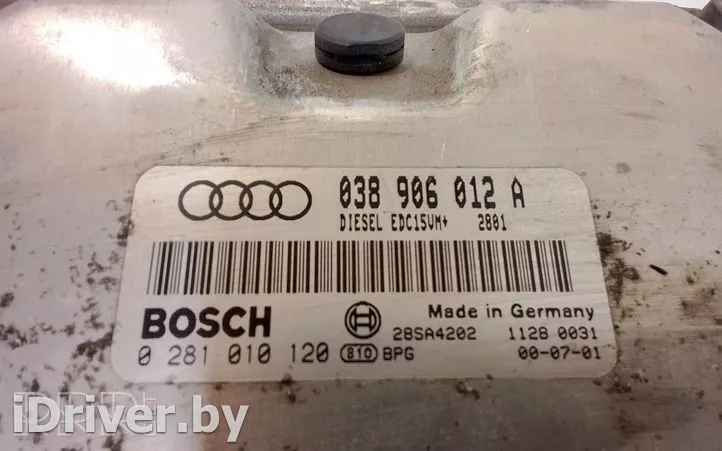 038 906 012 A
DIESEL EDC15VM+ 2801
BOSCH
Made in Germany
28SA4202 1128 0031
0 281 010 120 810 BPG 00-07-01
iDriver.by